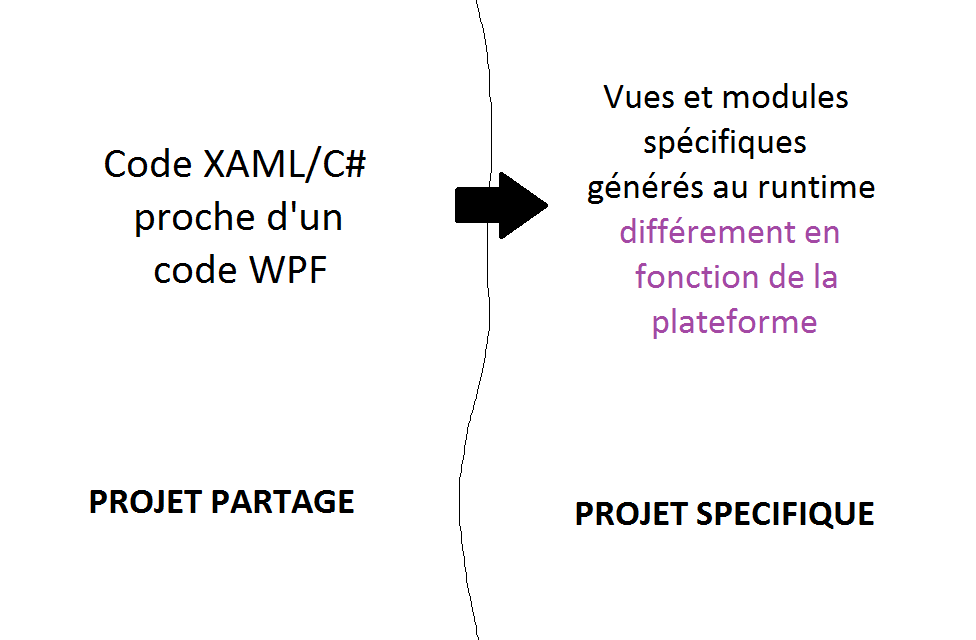 Code XAML/C#
proche d'un
code WPF
Vues et modules
spécifiques
générés au runtime
différement en
fonction de la
plateforme
PROJET PARTAGE
PROJET SPECIFIQUE